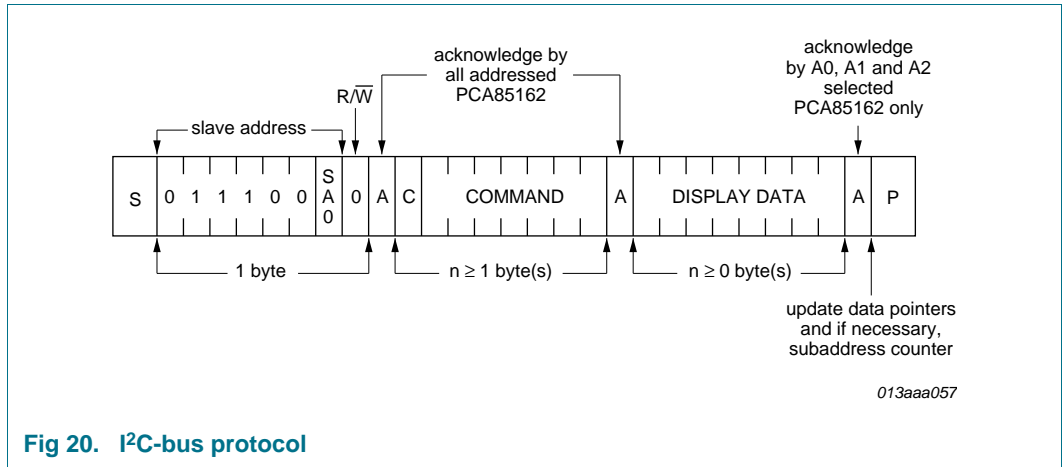 acknowledge by
all addressed
PCA85162
acknowledge
by A0, A1 and A2
selected
PCA85162 only
R/W̅
slave address
S 0 1 1 1 0 0 SA0 0 A C COMMAND A DISPLAY DATA A P
1 byte
n ≥ 1 byte(s)
n ≥ 0 byte(s)
update data pointers
and if necessary,
subaddress counter
013aaa057
Fig 20. I²C-bus protocol